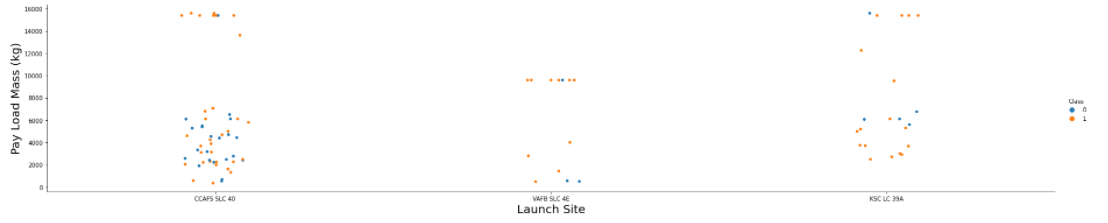 16000
14000
12000
10000
8000
6000
4000
2000
0
Pay Load Mass (kg)
CCAFS SLC 40
VAFB SLC 4E
KSC LC 39A
Launch Site
Class
0
1